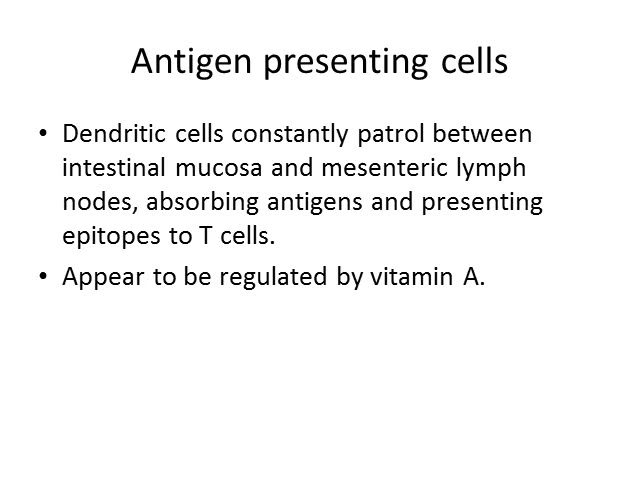 Antigen presenting cells
• Dendritic cells constantly patrol between
intestinal mucosa and mesenteric lymph
nodes, absorbing antigens and presenting
epitopes to T cells.
• Appear to be regulated by vitamin A.